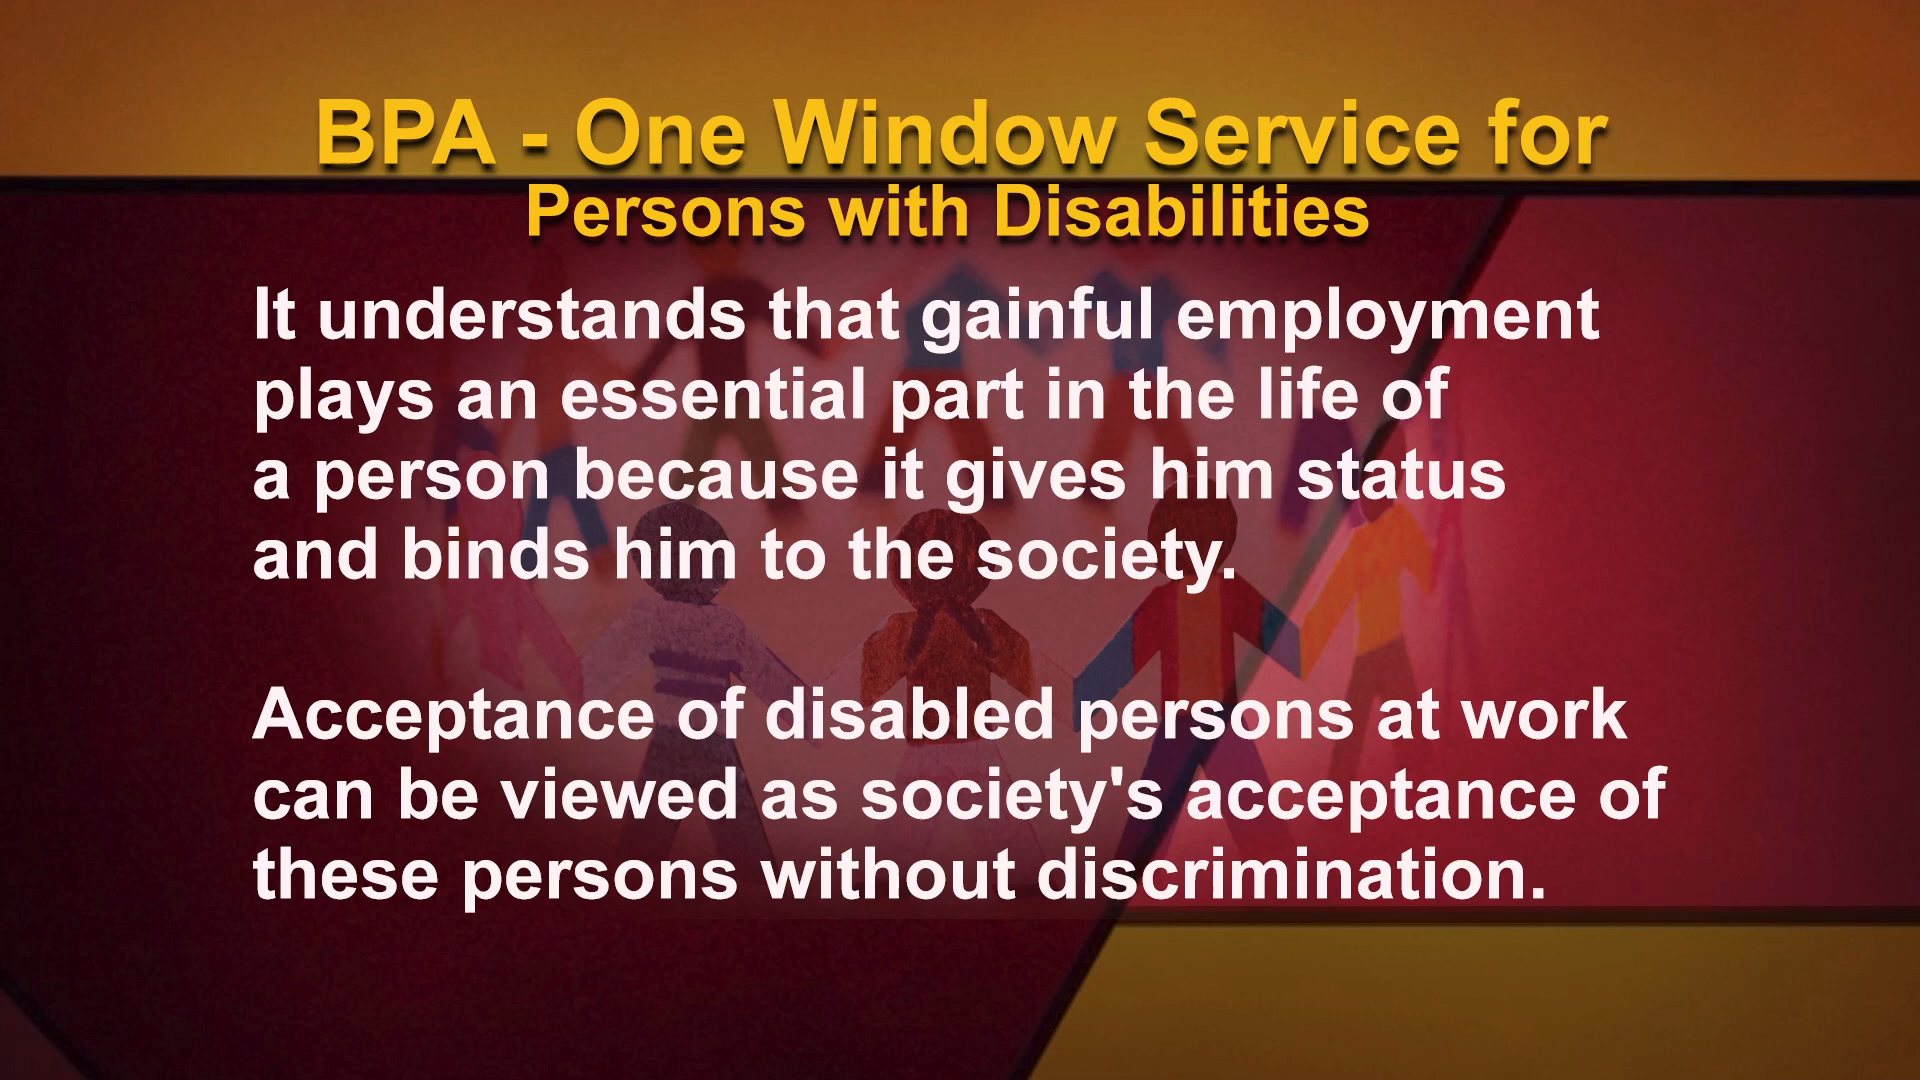 BPA - One Window Service for
Persons with Disabilities
It understands that gainful employment
plays an essential part in the life of
a person because it gives him status
and binds him to the society.
Acceptance of disabled persons at work
can be viewed as society's acceptance of
these persons without discrimination.